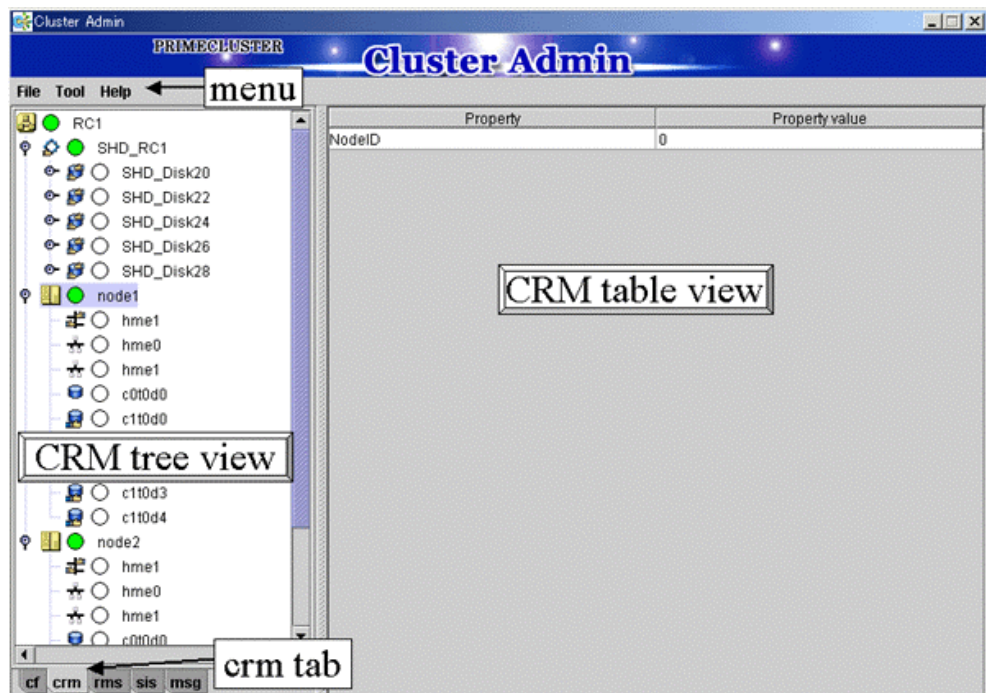 Cluster Admin
PRIMECLUSTER
Cluster Admin
File Tool Help
menu
RC1
SHD_RC1
SHD_Disk20
SHD_Disk22
SHD_Disk24
SHD_Disk26
SHD_Disk28
node1
hme1
hme0
hme1
c0t0d0
c1t0d0
CRM tree view
c1t0d3
c1t0d4
node2
hme1
hme0
hme1
c0t0d0
cf crm rms sis msg
crm tab
Property Property value
NodeID 0
CRM table view